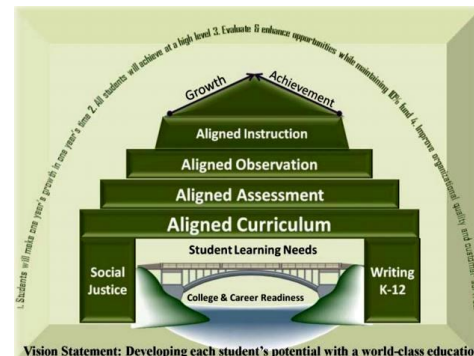 1. Students will make one year's growth in one year's time 2. All students will achieve at a high level 3. Evaluate & enhance opportunities while maintaining 10% fund 4. Improve organizational quality and
Growth
Achievement
Aligned Instruction
Aligned Observation
Aligned Assessment
Aligned Curriculum
Student Learning Needs
Social
Justice
Writing
K-12
College & Career Readiness
Vision Statement: Developing each student's potential with a world-class educatio